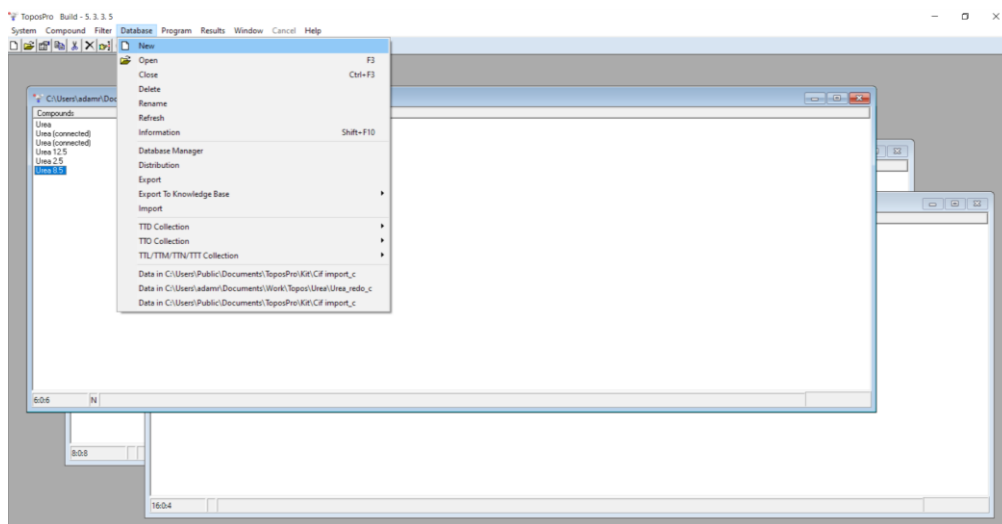 ToposPro Build - 5. 3. 3. 5
System Compound Filter Database Program Results Window Cancel Help
New
Open F3
Close Ctrl+F3
Delete
Rename
Refresh
Information Shift+F10
Database Manager
Distribution
Export
Export To Knowledge Base
Import
TTD Collection
TTO Collection
TTL/TTM/TTN/TTT Collection
Data in C:\Users\Public\Documents\ToposPro\Kit\Cif import_c
Data in C:\Users\adamr\Documents\Work\Topos\Urea\Urea_redo_c
Data in C:\Users\Public\Documents\ToposPro\Kit\Cif import_c
C:\Users\adamr\Doc
Compounds
Urea
Urea (connected)
Urea (connected)
Urea 12.5
Urea 2.5
Urea 8.5
6:0:6 N
8:0:8
16:0:4